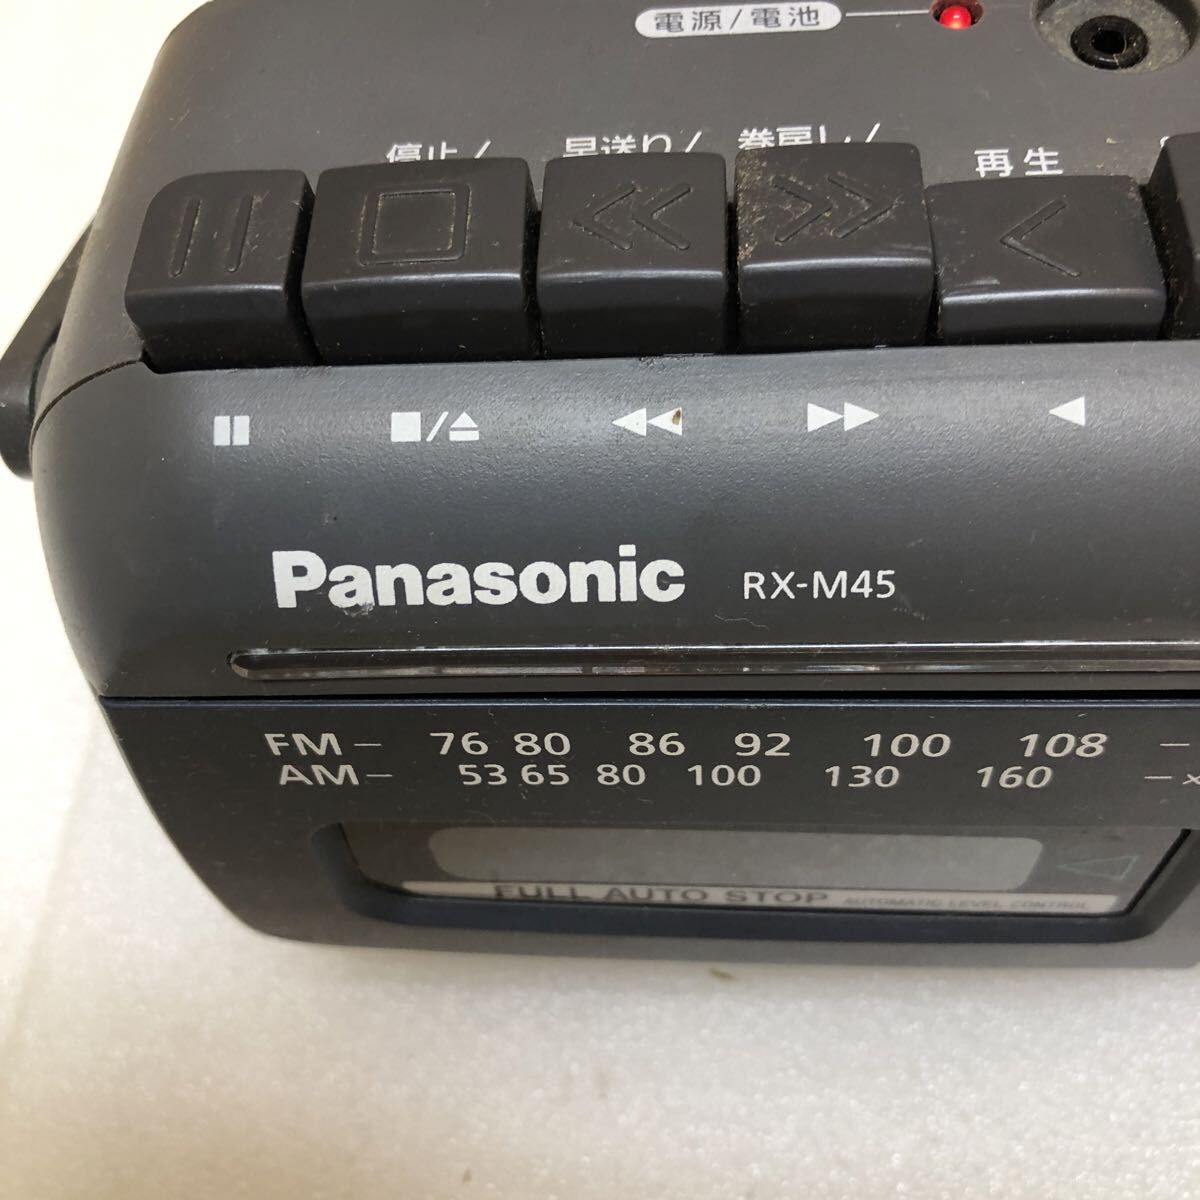 電源/電池
停止/
早送り/
巻戻し/
再生
Panasonic RX-M45
FM- 76 80 86 92 100 108 -
AM- 53 65 80 100 130 160 -×
FULL AUTO STOP AUTOMATIC LEVEL CONTROL